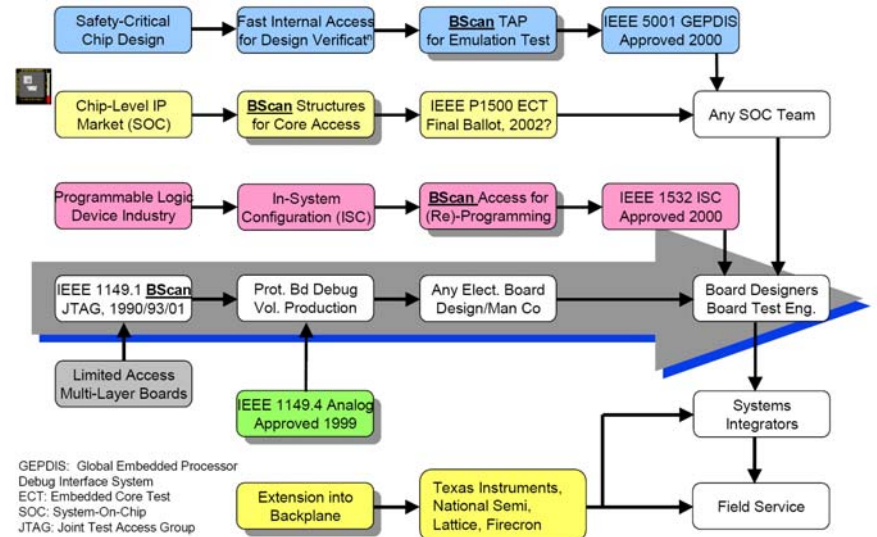 Safety-Critical
Chip Design
Fast Internal Access
for Design Verificatⁿ
BScan TAP
for Emulation Test
IEEE 5001 GEPDIS
Approved 2000
Chip-Level IP
Market (SOC)
BScan Structures
for Core Access
IEEE P1500 ECT
Final Ballot, 2002?
Any SOC Team
Programmable Logic
Device Industry
In-System
Configuration (ISC)
BScan Access for
(Re)-Programming
IEEE 1532 ISC
Approved 2000
IEEE 1149.1 BScan
JTAG, 1990/93/01
Prot. Bd Debug
Vol. Production
Any Elect. Board
Design/Man Co
Board Designers
Board Test Eng.
Limited Access
Multi-Layer Boards
IEEE 1149.4 Analog
Approved 1999
Systems
Integrators
GEPDIS: Global Embedded Processor
Debug Interface System
ECT: Embedded Core Test
SOC: System-On-Chip
JTAG: Joint Test Access Group
Extension into
Backplane
Texas Instruments,
National Semi,
Lattice, Firecron
Field Service